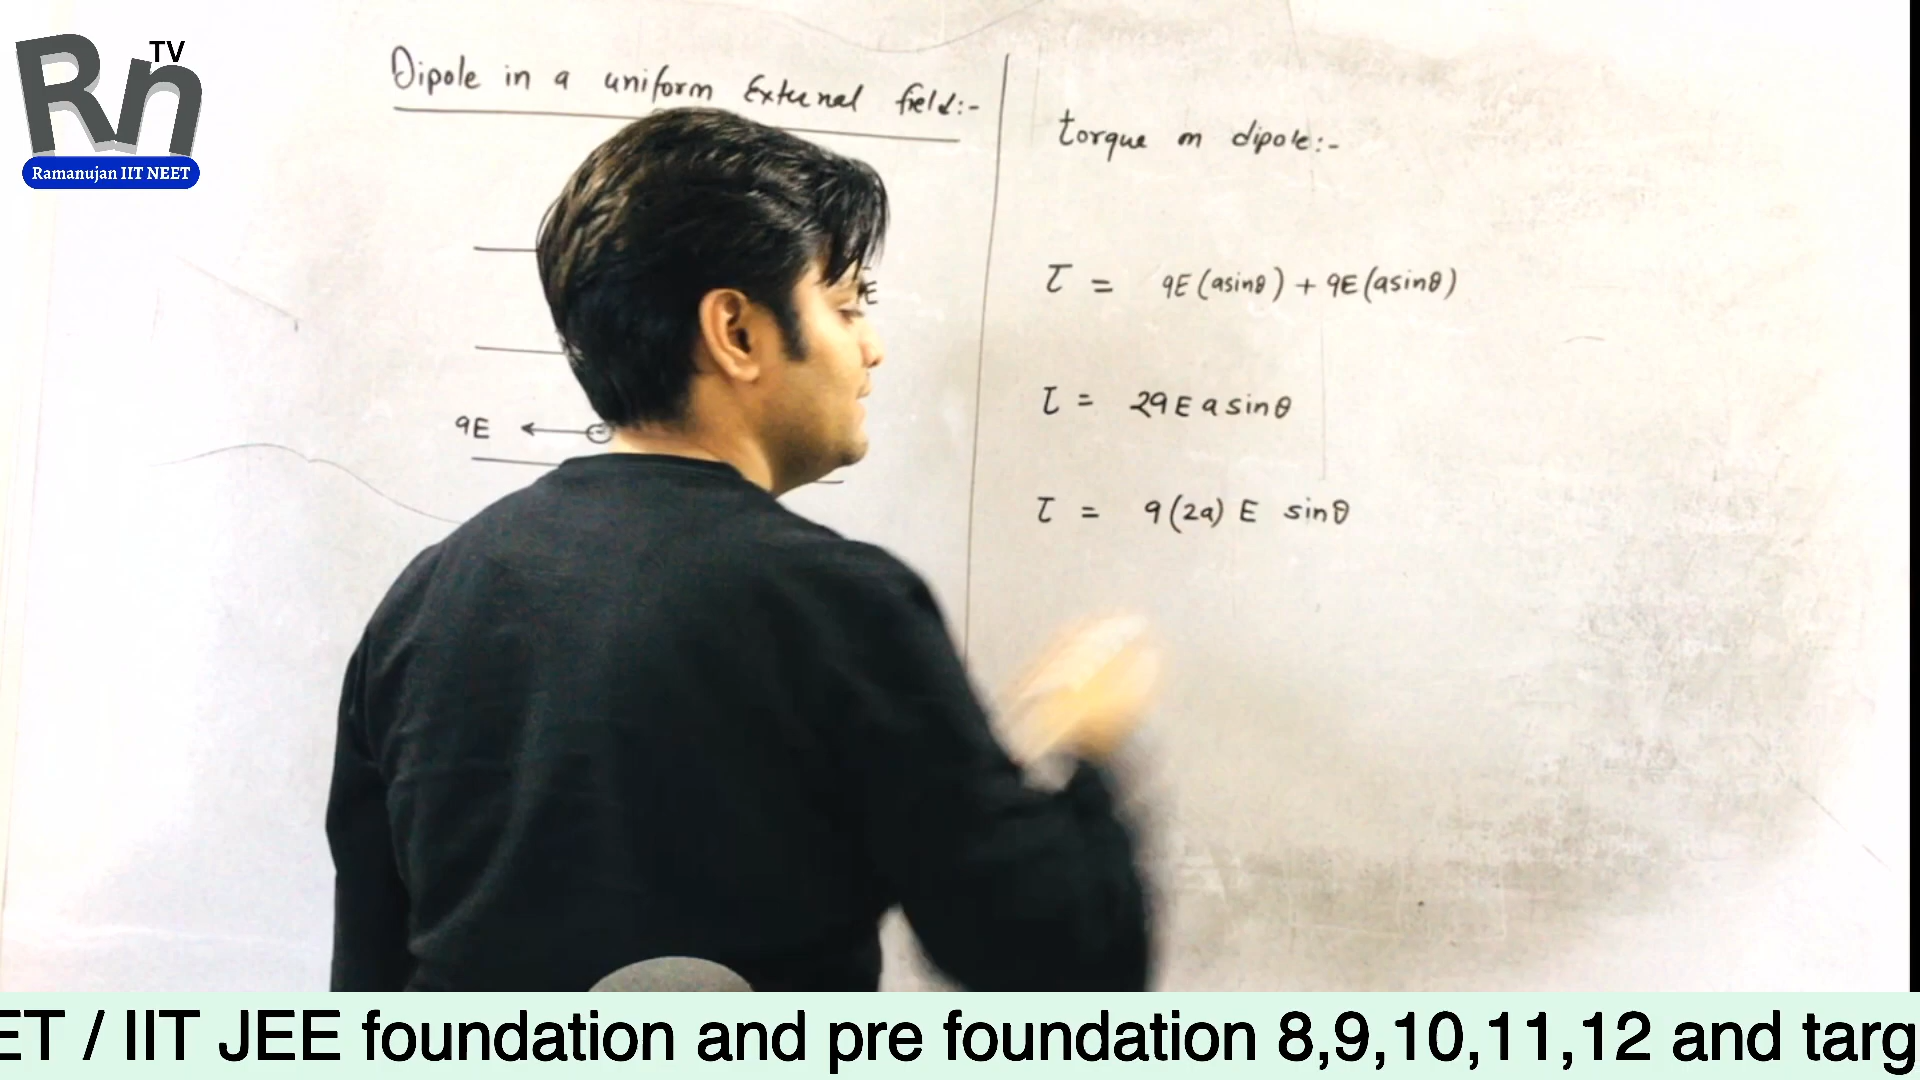 Rn TV
Ramanujan IIT NEET
Dipole in a uniform External field:-
E
qE
torque on dipole:-
τ = qE(asinθ) + qE(asinθ)
τ = 2qE a sinθ
τ = q(2a) E sinθ
ET / IIT JEE foundation and pre foundation 8,9,10,11,12 and targ